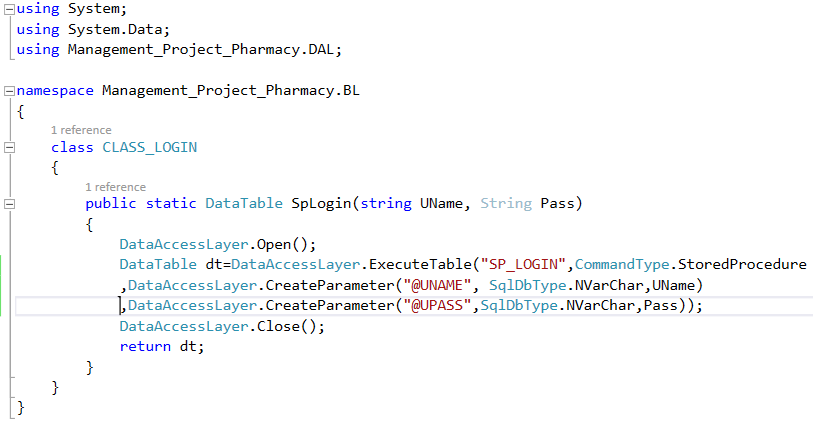 using System;
using System.Data;
using Management_Project_Pharmacy.DAL;
namespace Management_Project_Pharmacy.BL
{
1 reference
class CLASS_LOGIN
{
1 reference
public static DataTable SpLogin(string UName, String Pass)
{
DataAccessLayer.Open();
DataTable dt=DataAccessLayer.ExecuteTable("SP_LOGIN",CommandType.StoredProcedure
,DataAccessLayer.CreateParameter("@UNAME", SqlDbType.NVarChar,UName)
,DataAccessLayer.CreateParameter("@UPASS",SqlDbType.NVarChar,Pass));
DataAccessLayer.Close();
return dt;
}
}
}